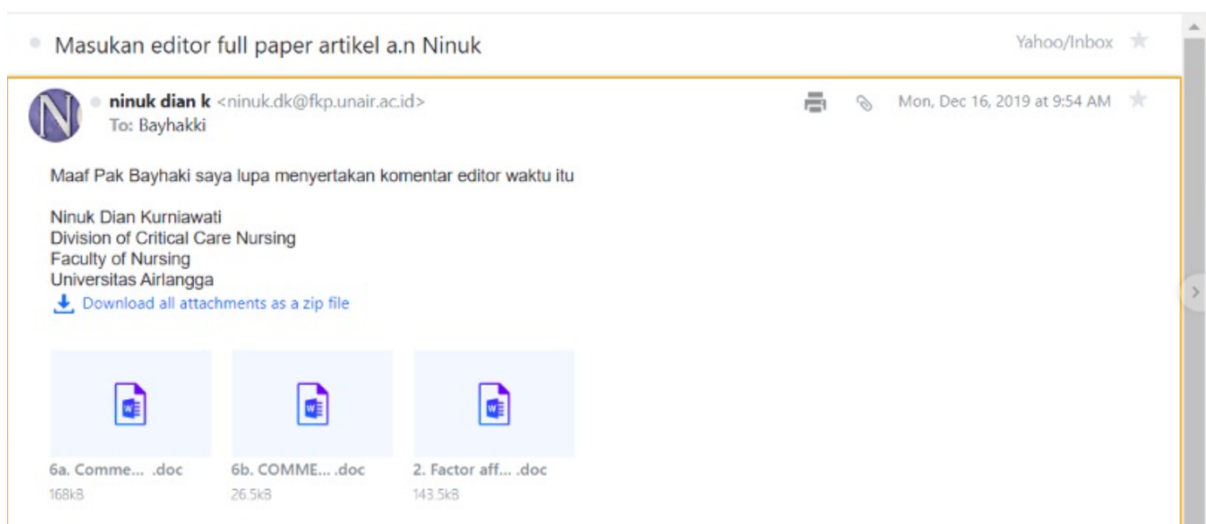 Masukan editor full paper artikel a.n Ninuk
Yahoo/Inbox
N
ninuk dian k <ninuk.dk@fkp.unair.ac.id>
Mon, Dec 16, 2019 at 9:54 AM
To: Bayhakki
Maaf Pak Bayhaki saya lupa menyertakan komentar editor waktu itu
Ninuk Dian Kurniawati
Division of Critical Care Nursing
Faculty of Nursing
Universitas Airlangga
Download all attachments as a zip file
6a. Comme... .doc
168kB
6b. COMME... .doc
26.5kB
2. Factor aff... .doc
143.5kB